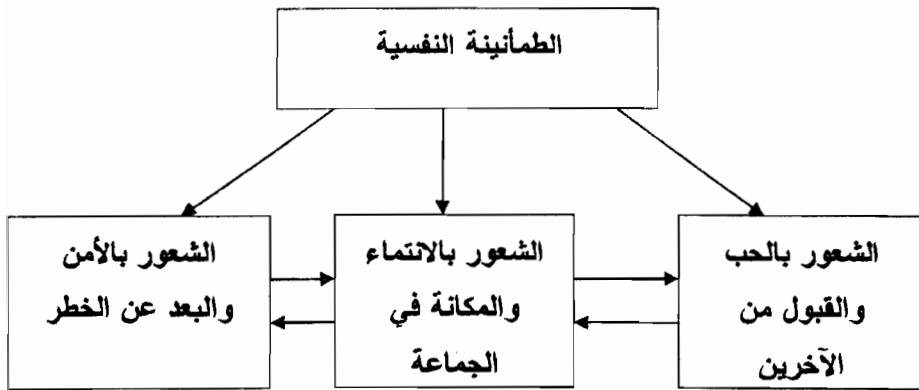 الطمأنينة النفسية
الشعور بالحب
والقبول من
الآخرين
الشعور بالانتماء
والمكانة في
الجماعة
الشعور بالأمن
والبعد عن الخطر